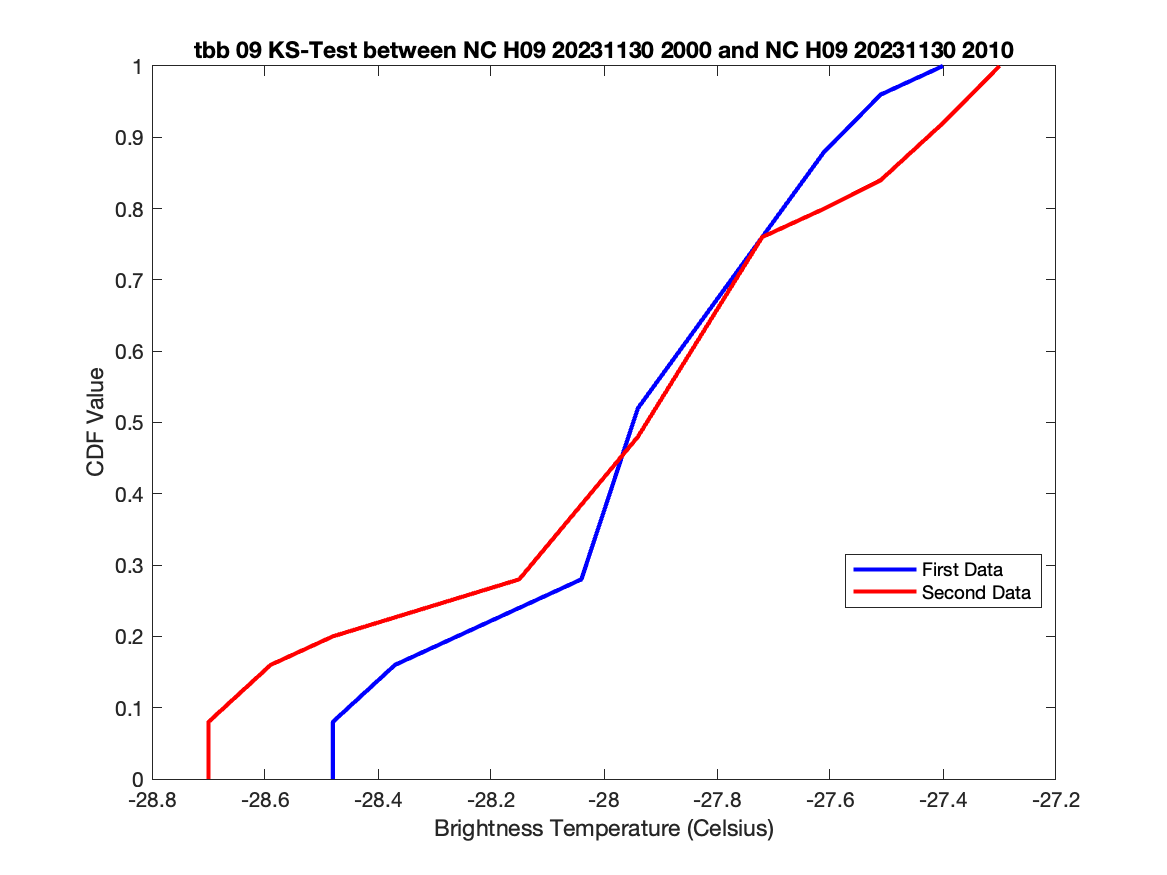 tbb 09 KS-Test between NC H09 20231130 2000 and NC H09 20231130 2010
1
0.9
0.8
0.7
0.6
0.5
0.4
0.3
0.2
0.1
0
CDF Value
First Data
Second Data
-28.8 -28.6 -28.4 -28.2 -28 -27.8 -27.6 -27.4 -27.2
Brightness Temperature (Celsius)